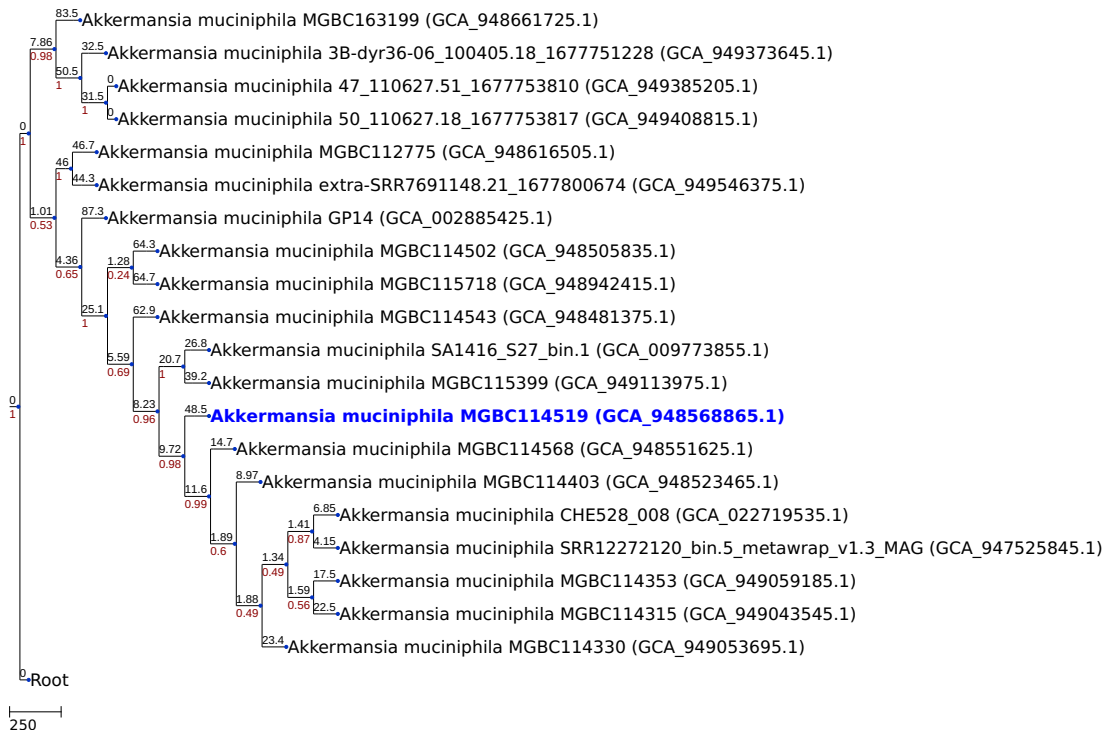 83.5 Akkermansia muciniphila MGBC163199 (GCA_948661725.1)
7.86
0.98
32.5 Akkermansia muciniphila 3B-dyr36-06_100405.18_1677751228 (GCA_949373645.1)
50.5
1
0 Akkermansia muciniphila 47_110627.51_1677753810 (GCA_949385205.1)
31.5
1
0 Akkermansia muciniphila 50_110627.18_1677753817 (GCA_949408815.1)
0
1
46.7 Akkermansia muciniphila MGBC112775 (GCA_948616505.1)
46
1
44.3 Akkermansia muciniphila extra-SRR7691148.21_1677800674 (GCA_949546375.1)
1.01
0.53
87.3 Akkermansia muciniphila GP14 (GCA_002885425.1)
64.3 Akkermansia muciniphila MGBC114502 (GCA_948505835.1)
4.36
0.65
1.28
0.24
64.7 Akkermansia muciniphila MGBC115718 (GCA_948942415.1)
25.1
1
62.9 Akkermansia muciniphila MGBC114543 (GCA_948481375.1)
26.8 Akkermansia muciniphila SA1416_S27_bin.1 (GCA_009773855.1)
5.59
0.69
20.7
1
39.2 Akkermansia muciniphila MGBC115399 (GCA_949113975.1)
0
1
8.23
0.96
48.5 Akkermansia muciniphila MGBC114519 (GCA_948568865.1)
14.7 Akkermansia muciniphila MGBC114568 (GCA_948551625.1)
9.72
0.98
8.97 Akkermansia muciniphila MGBC114403 (GCA_948523465.1)
11.6
0.99
6.85 Akkermansia muciniphila CHE528_008 (GCA_022719535.1)
1.41
0.87
4.15 Akkermansia muciniphila SRR12272120_bin.5_metawrap_v1.3_MAG (GCA_947525845.1)
1.89
0.6
1.34
0.49
17.5 Akkermansia muciniphila MGBC114353 (GCA_949059185.1)
1.59
0.56
22.5 Akkermansia muciniphila MGBC114315 (GCA_949043545.1)
1.88
0.49
23.4 Akkermansia muciniphila MGBC114330 (GCA_949053695.1)
0 Root
250